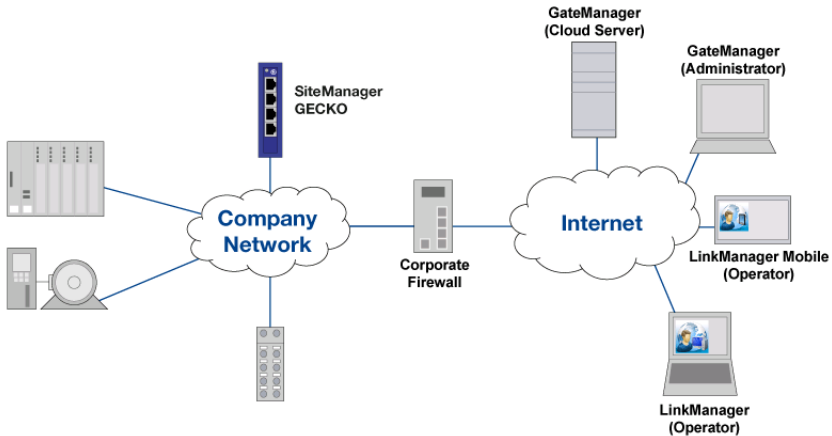 GateManager
(Cloud Server)
GateManager
(Administrator)
SiteManager
GECKO
Company
Network
Internet
Corporate
Firewall
LinkManager Mobile
(Operator)
LinkManager
(Operator)